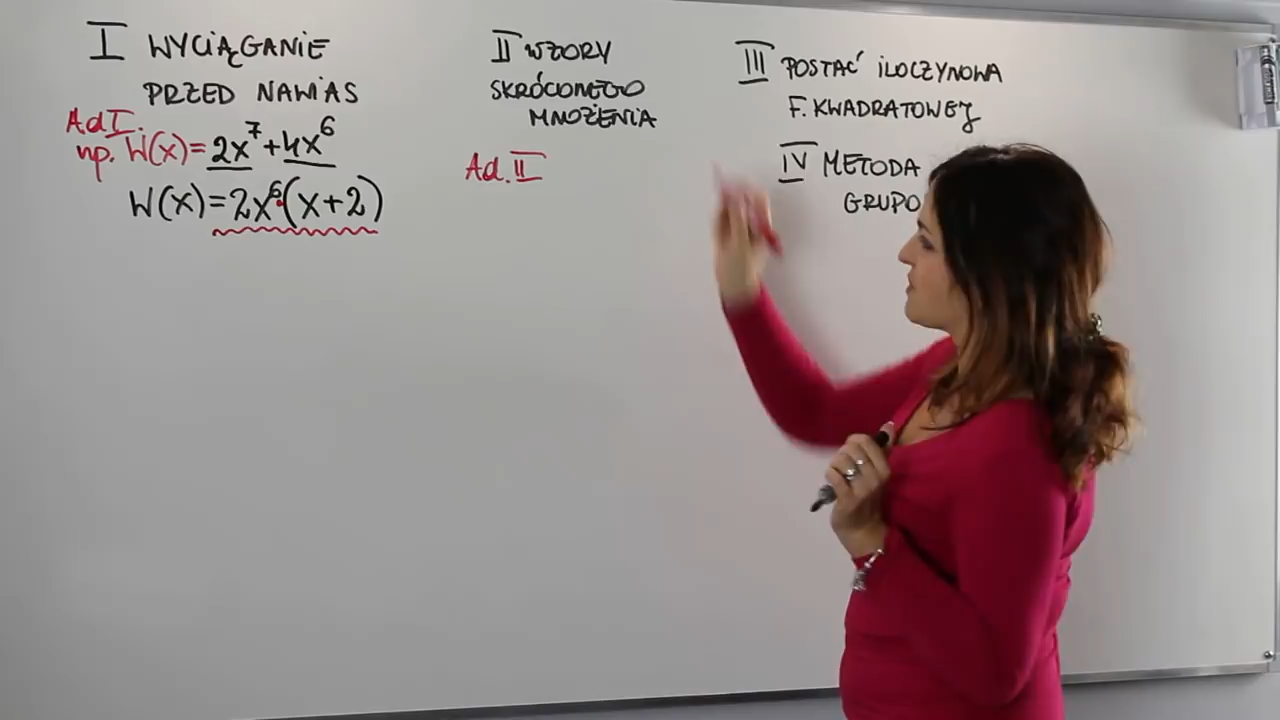 I WYCIĄGANIE
PRZED NAWIAS
Ad I.
np. W(x)=2x⁷+4x⁶
W(x)=2x⁶·(x+2)
II WZORY
SKRÓCONEGO
MNOŻENIA
Ad. II
III POSTAĆ ILOCZYNOWA
F. KWADRATOWEJ
IV METODA
GRUPO